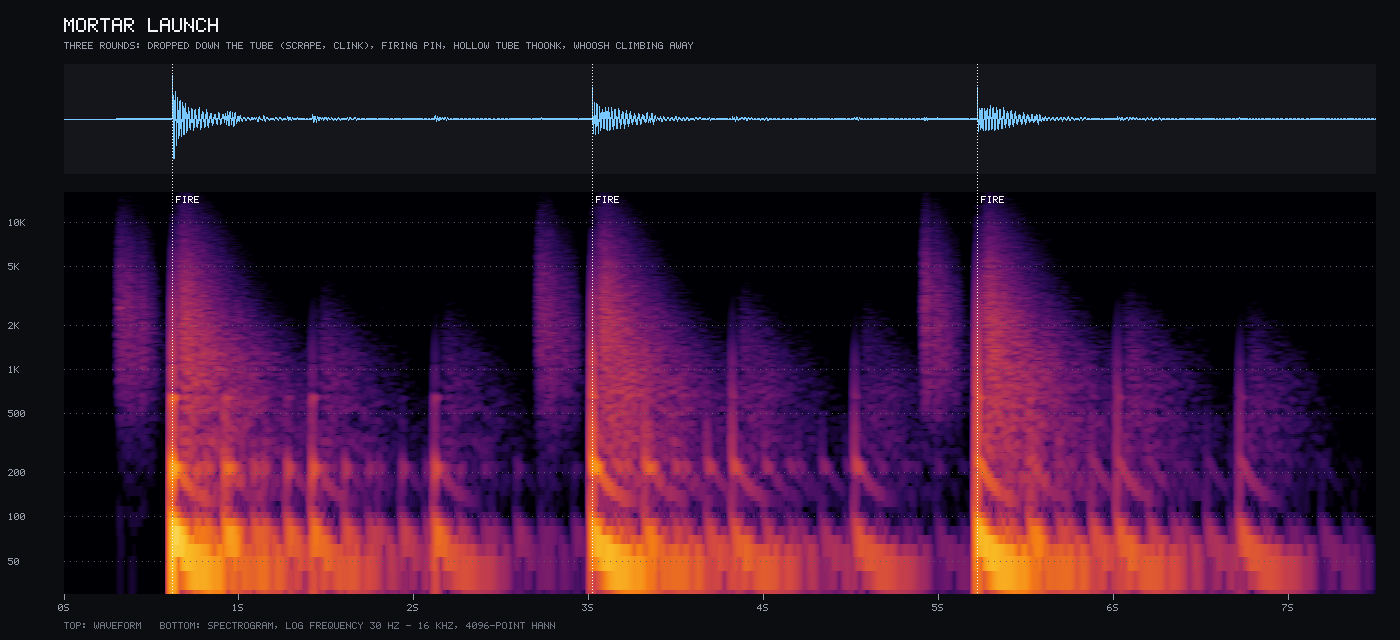 MORTAR LAUNCH
THREE ROUNDS: DROPPED DOWN THE TUBE (SCRAPE, CLINK), FIRING PIN, HOLLOW TUBE THOONK, WHOOSH CLIMBING AWAY
FIRE FIRE FIRE
10K
5K
2K
1K
500
200
100
50
0S 1S 2S 3S 4S 5S 6S 7S
TOP: WAVEFORM BOTTOM: SPECTROGRAM, LOG FREQUENCY 30 HZ - 16 KHZ, 4096-POINT HANN